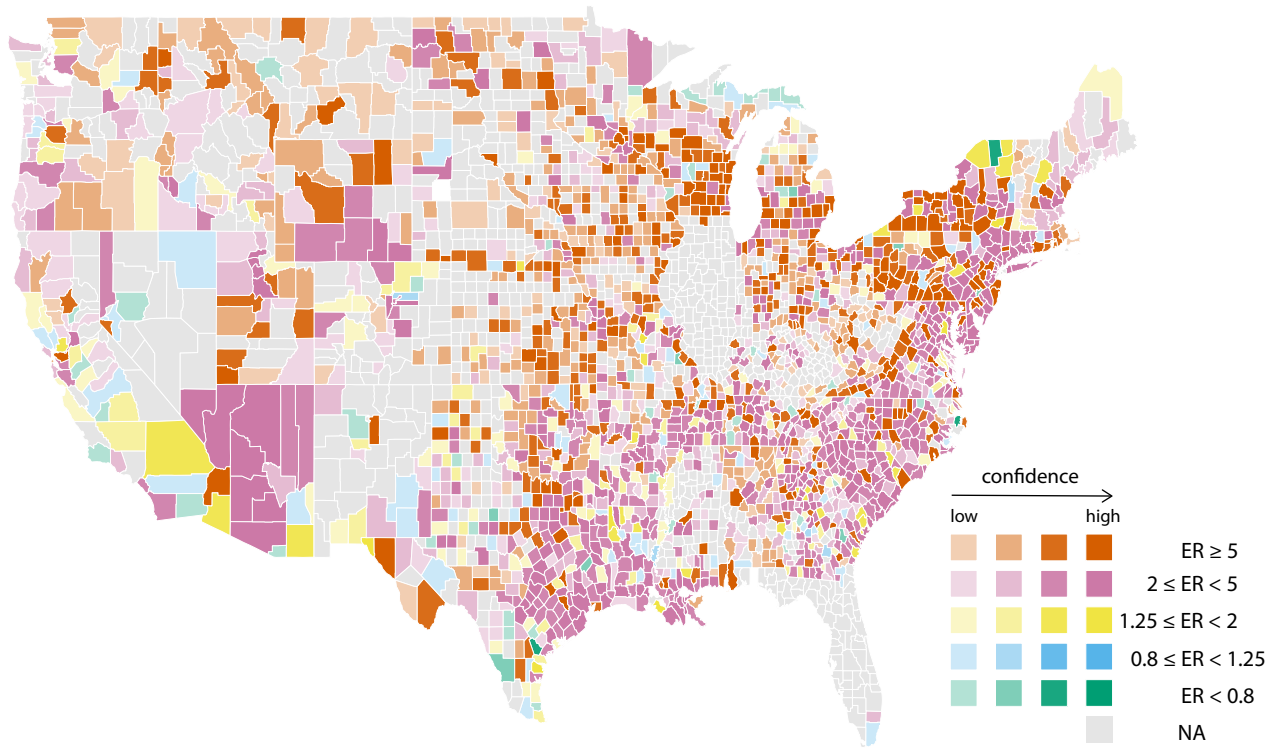 confidence
low high
ER ≥ 5
2 ≤ ER < 5
1.25 ≤ ER < 2
0.8 ≤ ER < 1.25
ER < 0.8
NA